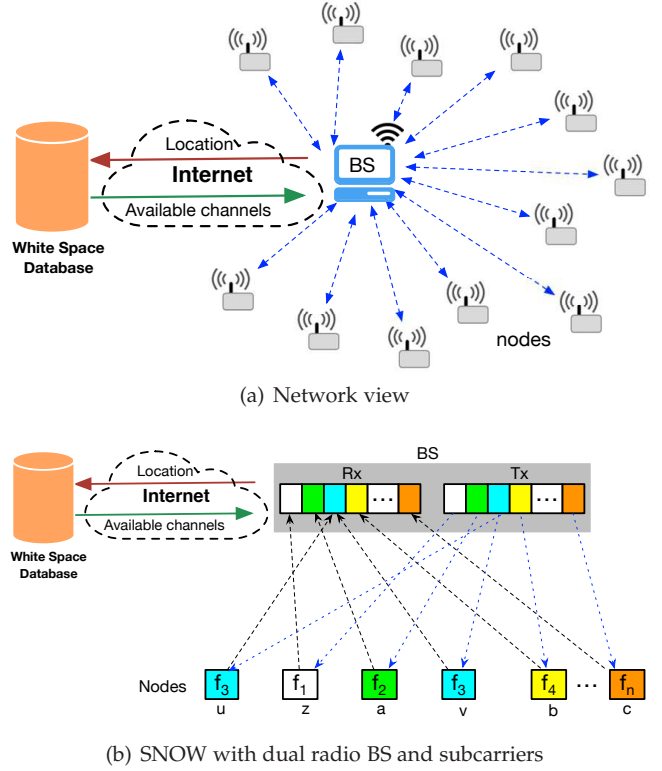 Location
BS
Internet
Available channels
White Space
Database
nodes
(a) Network view
BS
Rx
Tx
Location
Internet
Available channels
White Space
Database
Nodes
f3
f1
f2
f3
f4
...
fn
u
z
a
v
b
c
(b) SNOW with dual radio BS and subcarriers